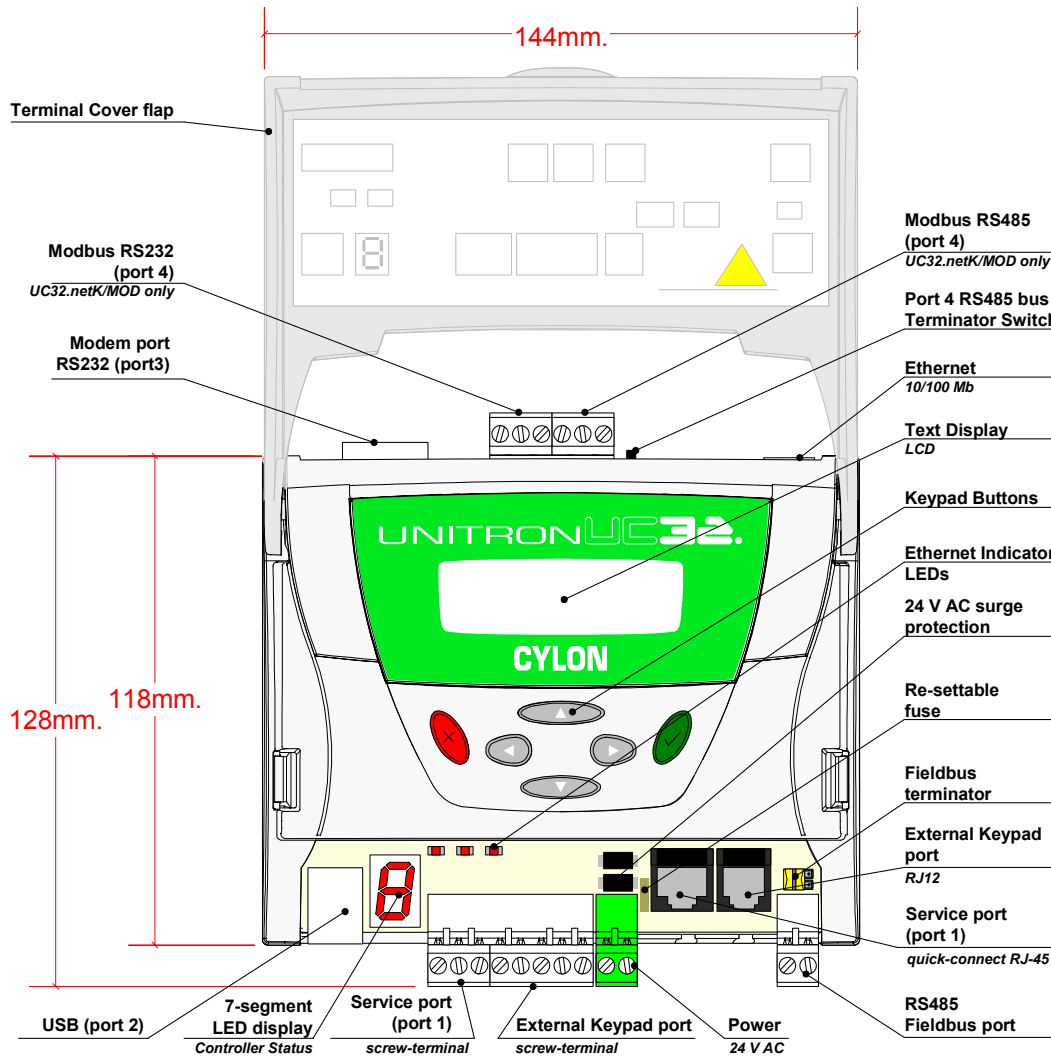 144mm.
Terminal Cover flap
Modbus RS232
(port 4)
UC32.netK/MOD only
Modem port
RS232 (port3)
Modbus RS485
(port 4)
UC32.netK/MOD only
Port 4 RS485 bus
Terminator Switch
Ethernet
10/100 Mb
Text Display
LCD
Keypad Buttons
Ethernet Indicator
LEDs
24 V AC surge
protection
Re-settable
fuse
Fieldbus
terminator
External Keypad
port
RJ12
Service port
(port 1)
quick-connect RJ-45
RS485
Fieldbus port
UNITRON UC32.
CYLON
118mm.
128mm.
USB (port 2)
7-segment
LED display
Controller Status
Service port
(port 1)
screw-terminal
External Keypad port
screw-terminal
Power
24 V AC